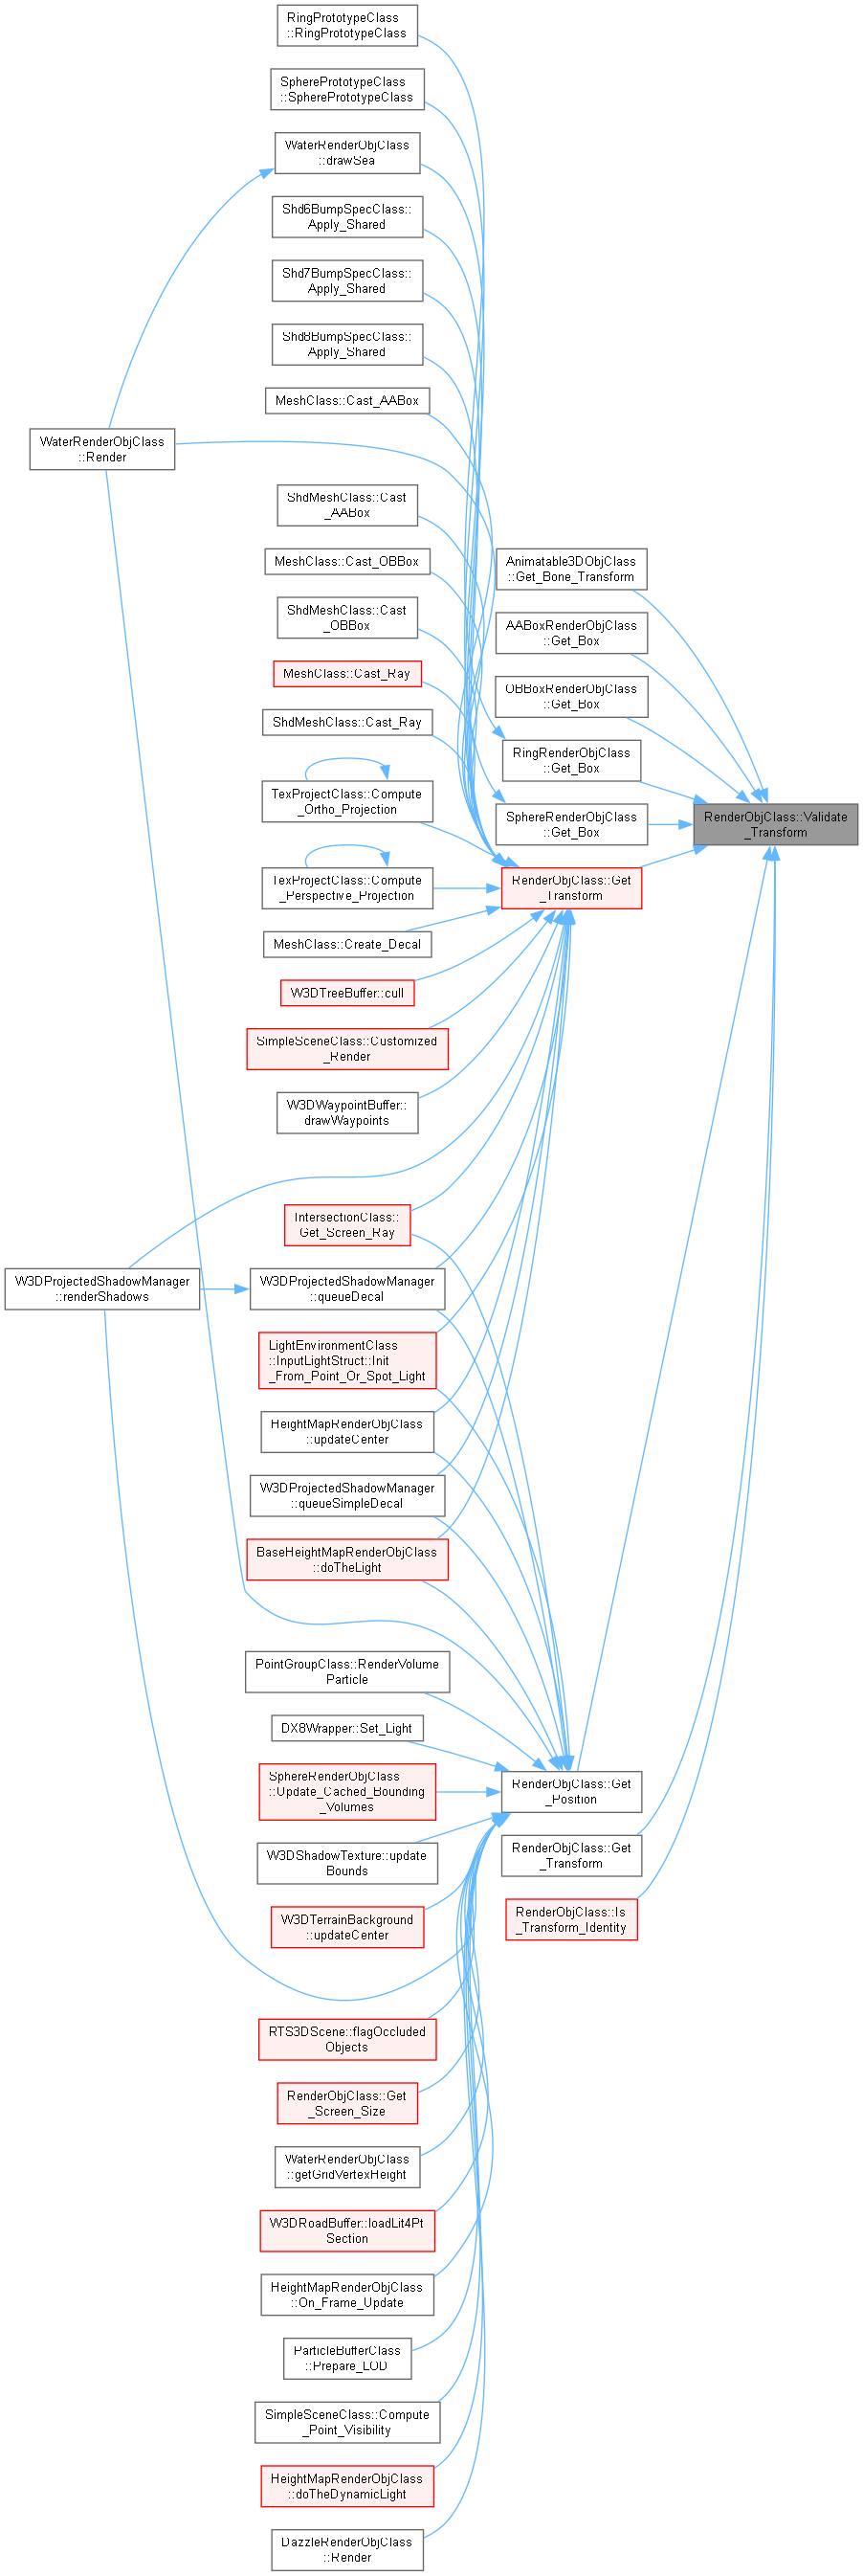 RingPrototypeClass
::RingPrototypeClass
SpherePrototypeClass
::SpherePrototypeClass
WaterRenderObjClass
::drawSea
Shd6BumpSpecClass::
Apply_Shared
Shd7BumpSpecClass::
Apply_Shared
Shd8BumpSpecClass::
Apply_Shared
MeshClass::Cast_AABox
WaterRenderObjClass
::Render
ShdMeshClass::Cast
_AABox
MeshClass::Cast_OBBox
ShdMeshClass::Cast
_OBBox
MeshClass::Cast_Ray
ShdMeshClass::Cast_Ray
TexProjectClass::Compute
_Ortho_Projection
TexProjectClass::Compute
_Perspective_Projection
MeshClass::Create_Decal
W3DTreeBuffer::cull
SimpleSceneClass::Customized
_Render
W3DWaypointBuffer::
drawWaypoints
Animatable3DObjClass
::Get_Bone_Transform
AABoxRenderObjClass
::Get_Box
OBBoxRenderObjClass
::Get_Box
RingRenderObjClass
::Get_Box
SphereRenderObjClass
::Get_Box
RenderObjClass::Validate
_Transform
RenderObjClass::Get
_Transform
IntersectionClass::
Get_Screen_Ray
W3DProjectedShadowManager
::renderShadows
W3DProjectedShadowManager
::queueDecal
LightEnvironmentClass
::InputLightStruct::Init
_From_Point_Or_Spot_Light
HeightMapRenderObjClass
::updateCenter
W3DProjectedShadowManager
::queueSimpleDecal
BaseHeightMapRenderObjClass
::doTheLight
PointGroupClass::RenderVolume
Particle
DX8Wrapper::Set_Light
SphereRenderObjClass
::Update_Cached_Bounding
_Volumes
W3DShadowTexture::update
Bounds
W3DTerrainBackground
::updateCenter
RenderObjClass::Get
_Position
RenderObjClass::Get
_Transform
RenderObjClass::Is
_Transform_Identity
RTS3DScene::flagOccluded
Objects
RenderObjClass::Get
_Screen_Size
WaterRenderObjClass
::getGridVertexHeight
W3DRoadBuffer::loadLit4Pt
Section
HeightMapRenderObjClass
::On_Frame_Update
ParticleBufferClass
::Prepare_LOD
SimpleSceneClass::Compute
_Point_Visibility
HeightMapRenderObjClass
::doTheDynamicLight
DazzleRenderObjClass
::Render